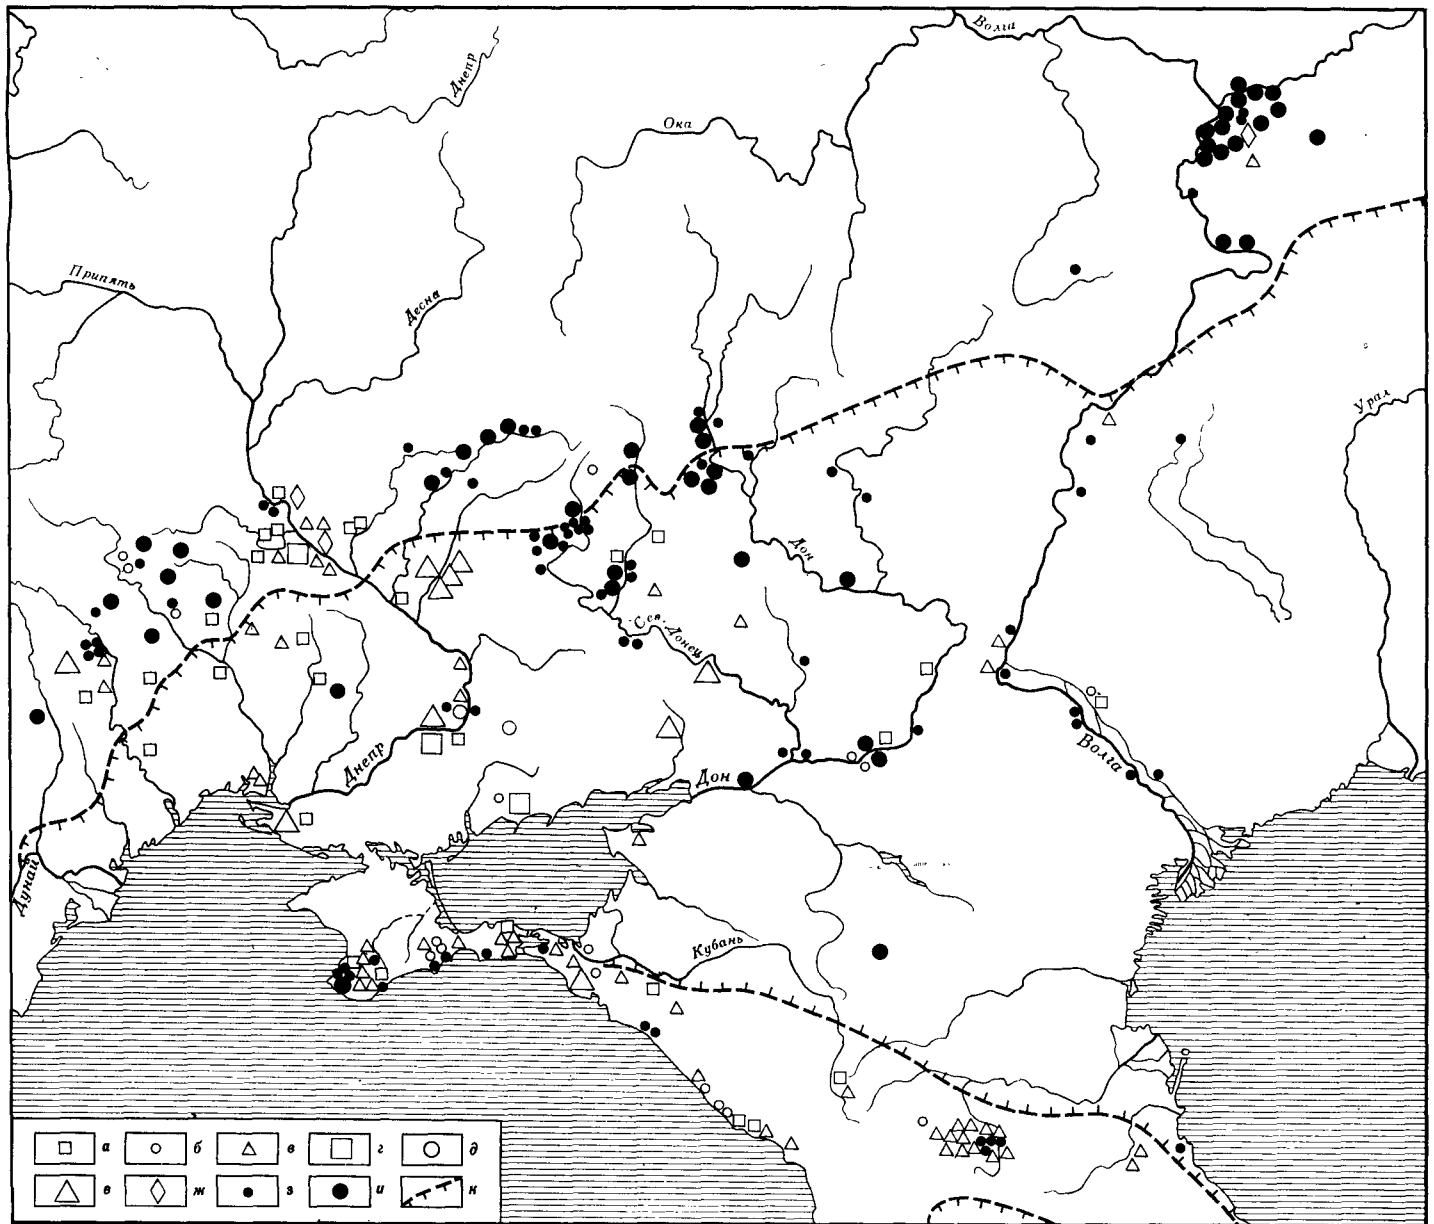 Волга
Днепр
Ока
Припять
Десна
Урал
Дон
Сев. Донец
Волга
Днепр
Дон
Дунай
Кубань
а б в г д
е ж з и к